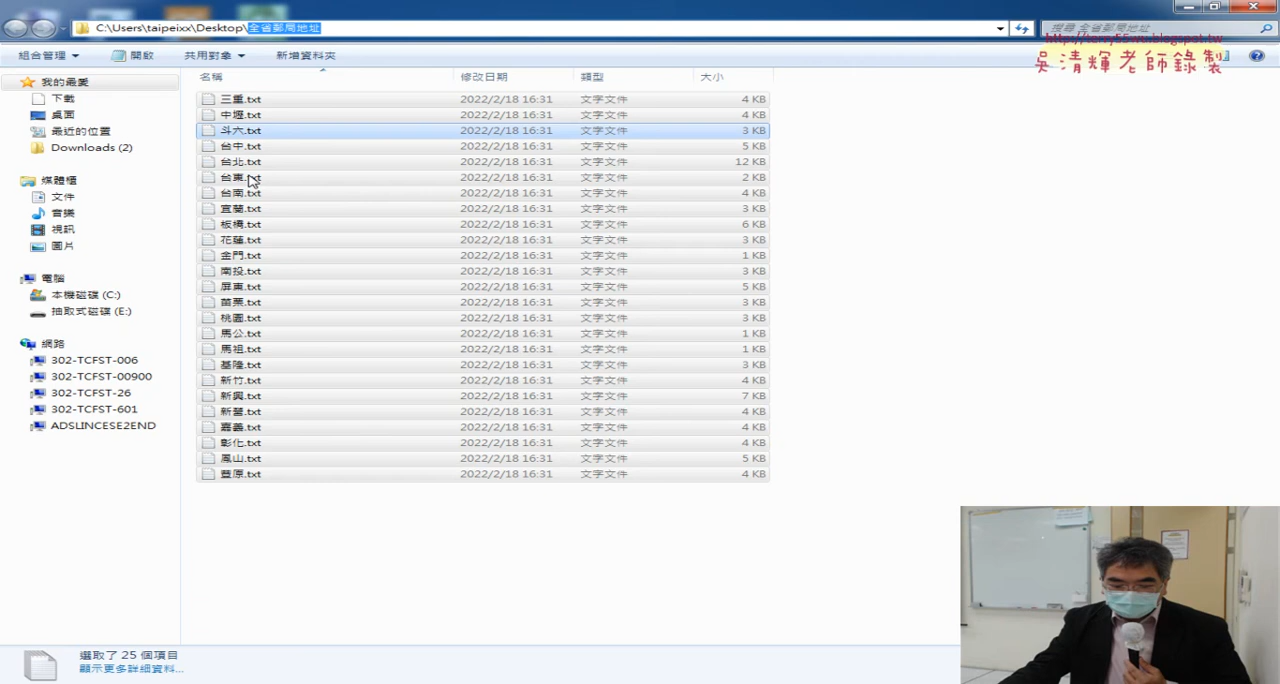 C:\Users\taipeixx\Desktop\全省郵局地址
搜尋 全省郵局地址
http://terry55wu.blogspot.tw
吳清輝老師錄製
組合管理 開啟 共用對象 新增資料夾
名稱 修改日期 類型 大小
我的最愛
下載
桌面
最近的位置
Downloads (2)
媒體櫃
文件
音樂
視訊
圖片
電腦
本機磁碟 (C:)
抽取式磁碟 (E:)
網路
302-TCFST-006
302-TCFST-00900
302-TCFST-26
302-TCFST-601
ADSLINCESE2END
三重.txt 2022/2/18 16:31 文字文件 4 KB
中壢.txt 2022/2/18 16:31 文字文件 4 KB
斗六.txt 2022/2/18 16:31 文字文件 3 KB
台中.txt 2022/2/18 16:31 文字文件 5 KB
台北.txt 2022/2/18 16:31 文字文件 12 KB
台東.txt 2022/2/18 16:31 文字文件 2 KB
台南.txt 2022/2/18 16:31 文字文件 4 KB
宜蘭.txt 2022/2/18 16:31 文字文件 3 KB
板橋.txt 2022/2/18 16:31 文字文件 6 KB
花蓮.txt 2022/2/18 16:31 文字文件 3 KB
金門.txt 2022/2/18 16:31 文字文件 1 KB
南投.txt 2022/2/18 16:31 文字文件 3 KB
屏東.txt 2022/2/18 16:31 文字文件 5 KB
苗栗.txt 2022/2/18 16:31 文字文件 3 KB
桃園.txt 2022/2/18 16:31 文字文件 3 KB
馬公.txt 2022/2/18 16:31 文字文件 1 KB
馬祖.txt 2022/2/18 16:31 文字文件 1 KB
基隆.txt 2022/2/18 16:31 文字文件 3 KB
新竹.txt 2022/2/18 16:31 文字文件 4 KB
新興.txt 2022/2/18 16:31 文字文件 7 KB
新營.txt 2022/2/18 16:31 文字文件 4 KB
嘉義.txt 2022/2/18 16:31 文字文件 4 KB
彰化.txt 2022/2/18 16:31 文字文件 4 KB
鳳山.txt 2022/2/18 16:31 文字文件 5 KB
豐原.txt 2022/2/18 16:31 文字文件 4 KB
選取了 25 個項目
顯示更多詳細資料...